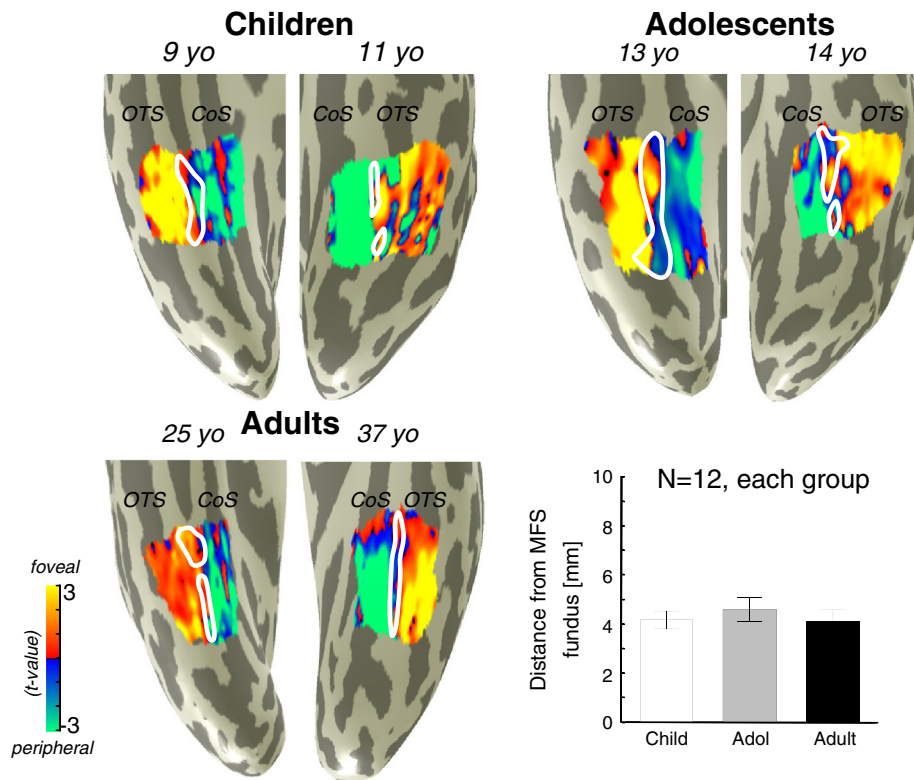 Children
9 yo
11 yo
OTS
CoS
CoS
OTS
Adolescents
13 yo
14 yo
OTS
CoS
CoS
OTS
Adults
25 yo
37 yo
OTS
CoS
CoS
OTS
foveal
3
(t-value)
-3
peripheral
N=12, each group
Distance from MFS
fundus [mm]
10
8
6
4
2
0
Child
Adol
Adult